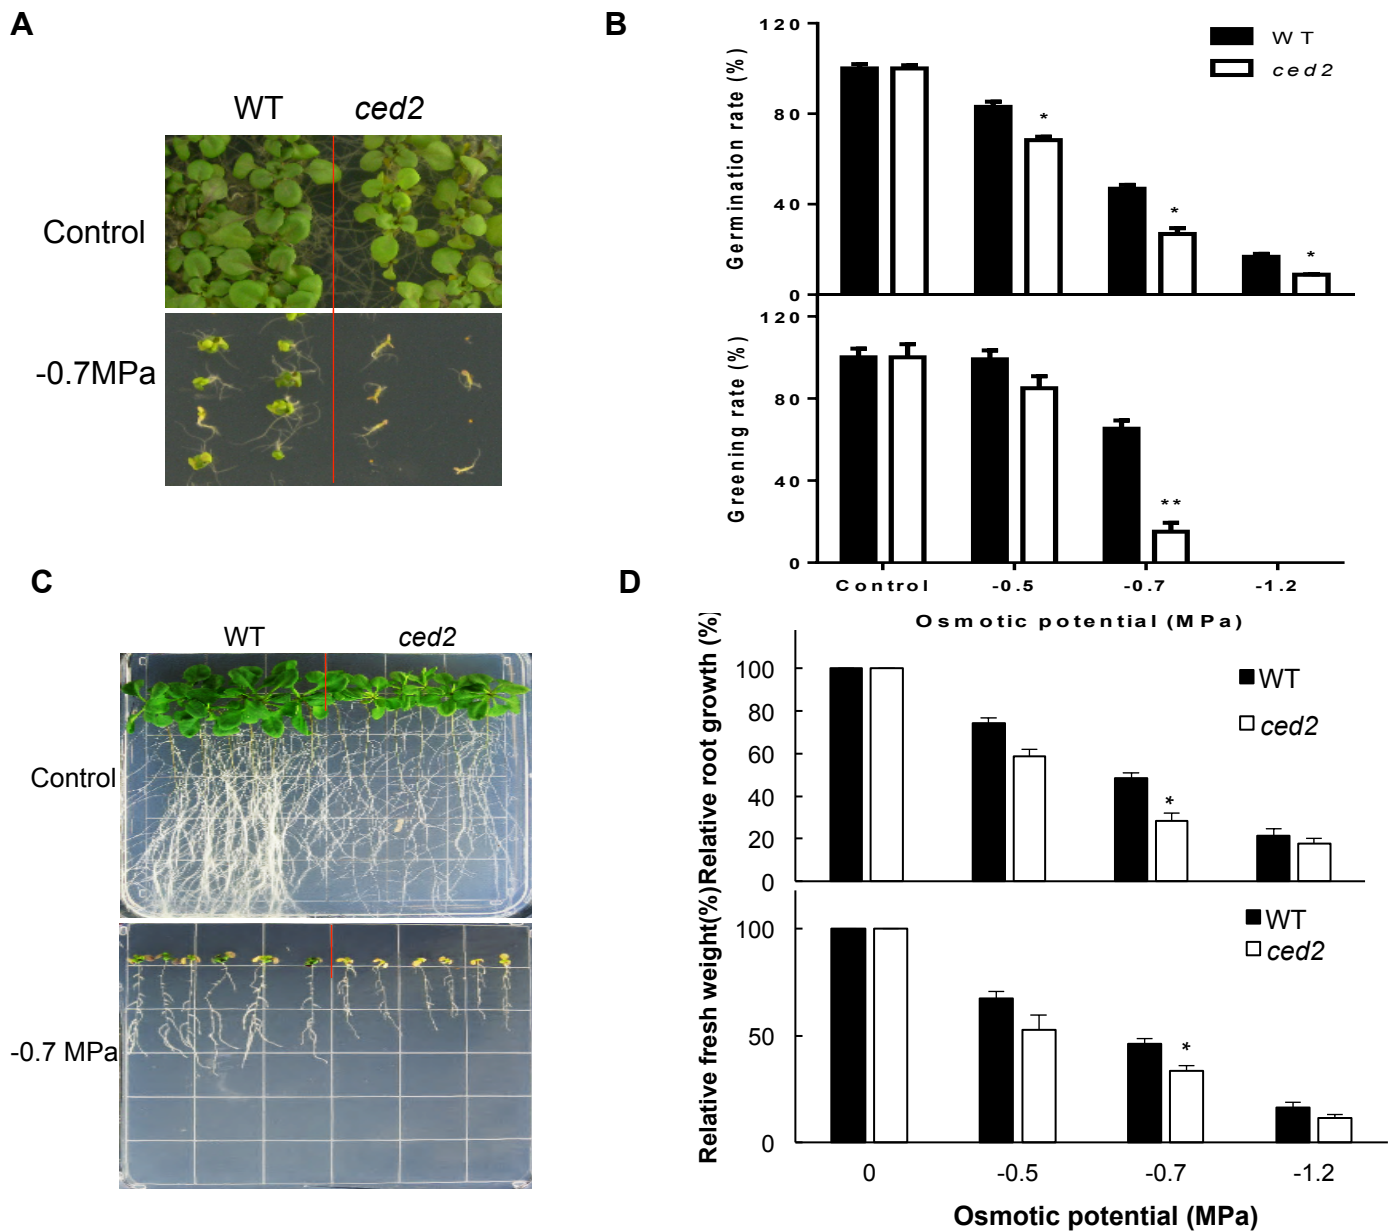 A
WT ced2
Control
-0.7MPa
B
120
80
40
0
Germination rate (%)
WT
ced2
*
*
*
120
80
40
0
Greening rate (%)
**
Control -0.5 -0.7 -1.2
Osmotic potential (MPa)
C
WT ced2
Control
-0.7 MPa
D
Relative root growth (%)
100
80
60
40
20
0
WT
ced2
*
Relative fresh weight(%)
100
50
0
WT
ced2
*
0 -0.5 -0.7 -1.2
Osmotic potential (MPa)